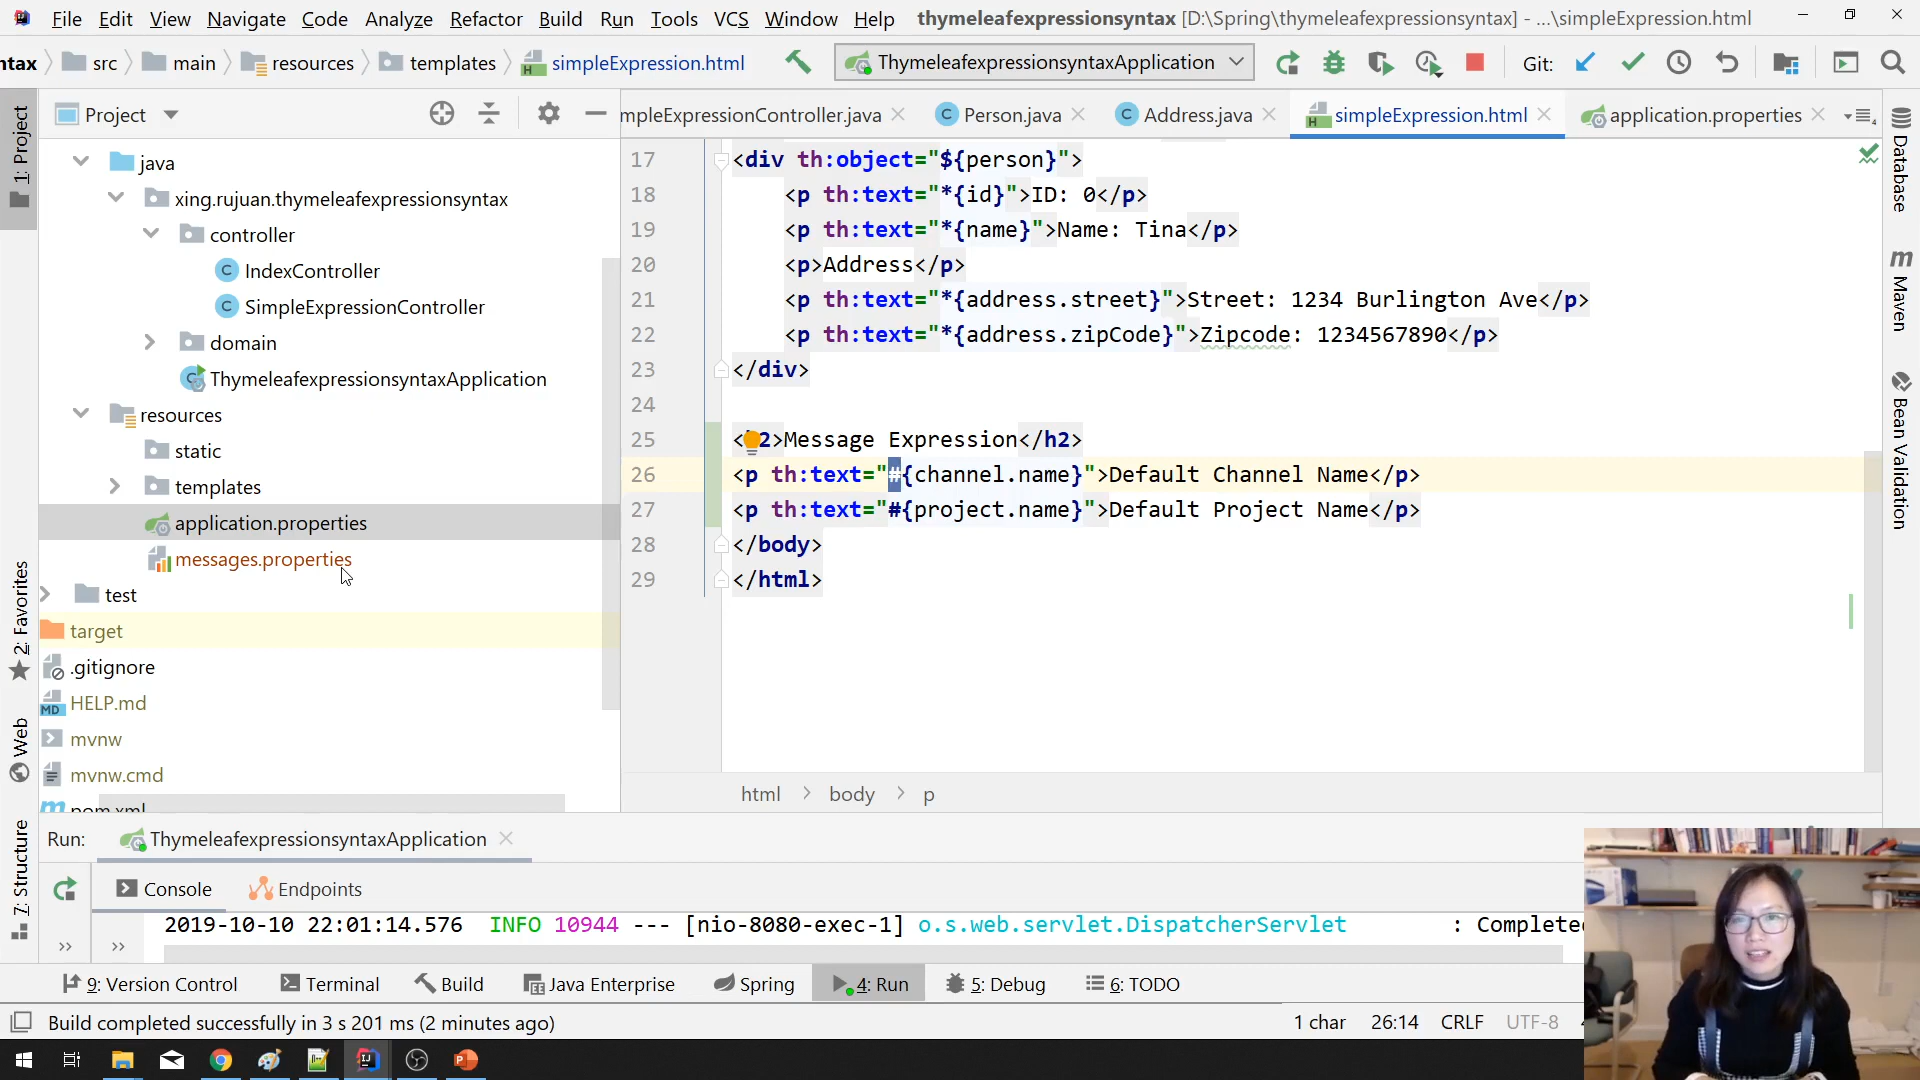 File Edit View Navigate Code Analyze Refactor Build Run Tools VCS Window Help thymeleafexpressionsyntax [D:\Spring\thymeleafexpressionsyntax] - ...\simpleExpression.html
ntax src main resources templates simpleExpression.html ThymeleafexpressionsyntaxApplication Git:
1: Project
Project
mpleExpressionController.java Person.java Address.java simpleExpression.html application.properties
java
xing.rujuan.thymeleafexpressionsyntax
controller
IndexController
SimpleExpressionController
domain
ThymeleafexpressionsyntaxApplication
resources
static
templates
application.properties
messages.properties
test
target
.gitignore
HELP.md
mvnw
mvnw.cmd
pom.xml
2: Favorites
Web
7: Structure
17 <div th:object="${person}">
18 <p th:text="*{id}">ID: 0</p>
19 <p th:text="*{name}">Name: Tina</p>
20 <p>Address</p>
21 <p th:text="*{address.street}">Street: 1234 Burlington Ave</p>
22 <p th:text="*{address.zipCode}">Zipcode: 1234567890</p>
23 </div>
24
25 <h2>Message Expression</h2>
26 <p th:text="#{channel.name}">Default Channel Name</p>
27 <p th:text="#{project.name}">Default Project Name</p>
28 </body>
29 </html>
html body p
Database
Maven
Bean Validation
Run: ThymeleafexpressionsyntaxApplication
Console Endpoints
2019-10-10 22:01:14.576 INFO 10944 --- [nio-8080-exec-1] o.s.web.servlet.DispatcherServlet : Complete
9: Version Control Terminal Build Java Enterprise Spring 4: Run 5: Debug 6: TODO
Build completed successfully in 3 s 201 ms (2 minutes ago) 1 char 26:14 CRLF UTF-8